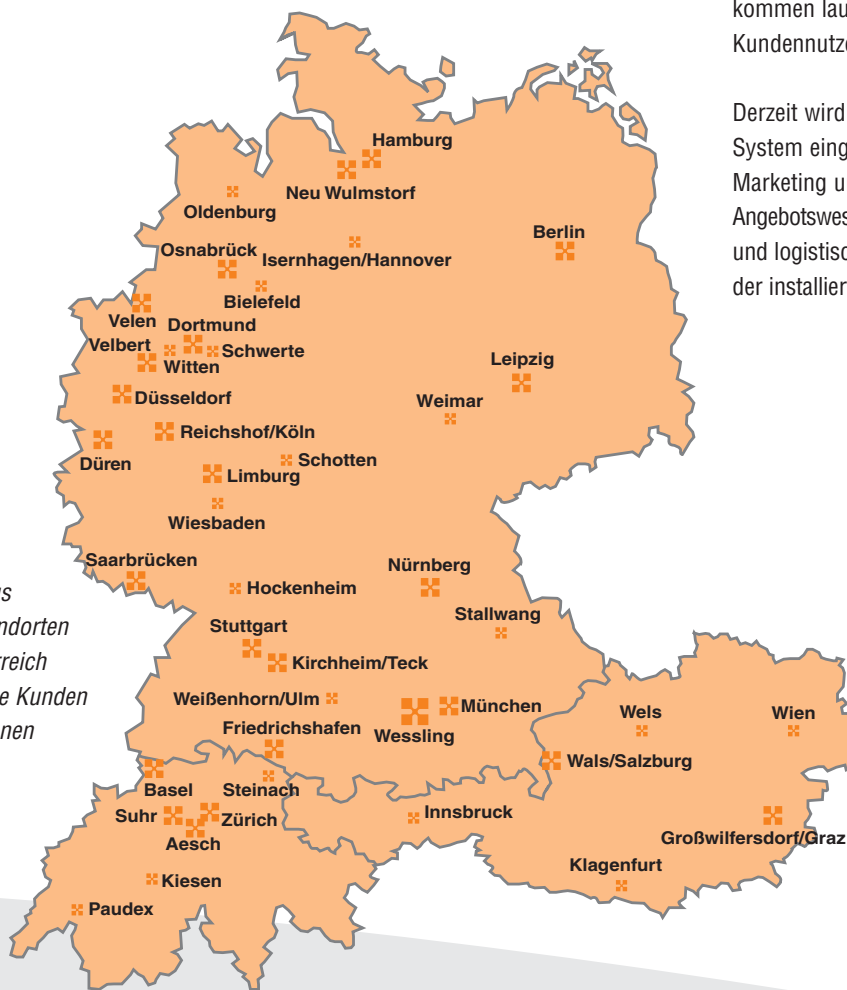 kommen lau
Kundennutze
Derzeit wird
System eing
Marketing u
Angebotswes
und logistisc
der installier
Hamburg
Neu Wulmstorf
Oldenburg
Berlin
Osnabrück
Isernhagen/Hannover
Bielefeld
Velen
Dortmund
Velbert
Schwerte
Witten
Leipzig
Düsseldorf
Weimar
Reichshof/Köln
Düren
Schotten
Limburg
Wiesbaden
Saarbrücken
Nürnberg
Hockenheim
Stallwang
Stuttgart
Kirchheim/Teck
Weißenhorn/Ulm
München
Wels
Wien
Friedrichshafen
Wessling
Wals/Salzburg
Basel
Steinach
Innsbruck
Suhr
Zürich
Aesch
Großwilfersdorf/Graz
Klagenfurt
Kiesen
Paudex
s
ndorten
rreich
e Kunden
nen